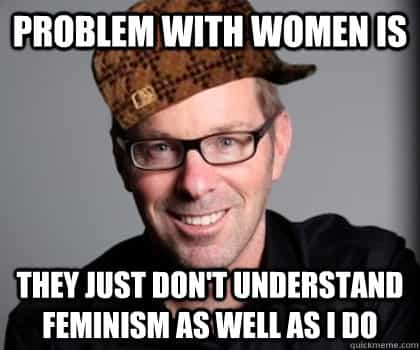 PROBLEM WITH WOMEN IS
THEY JUST DON'T UNDERSTAND
FEMINISM AS WELL AS I DO
quickmeme.com